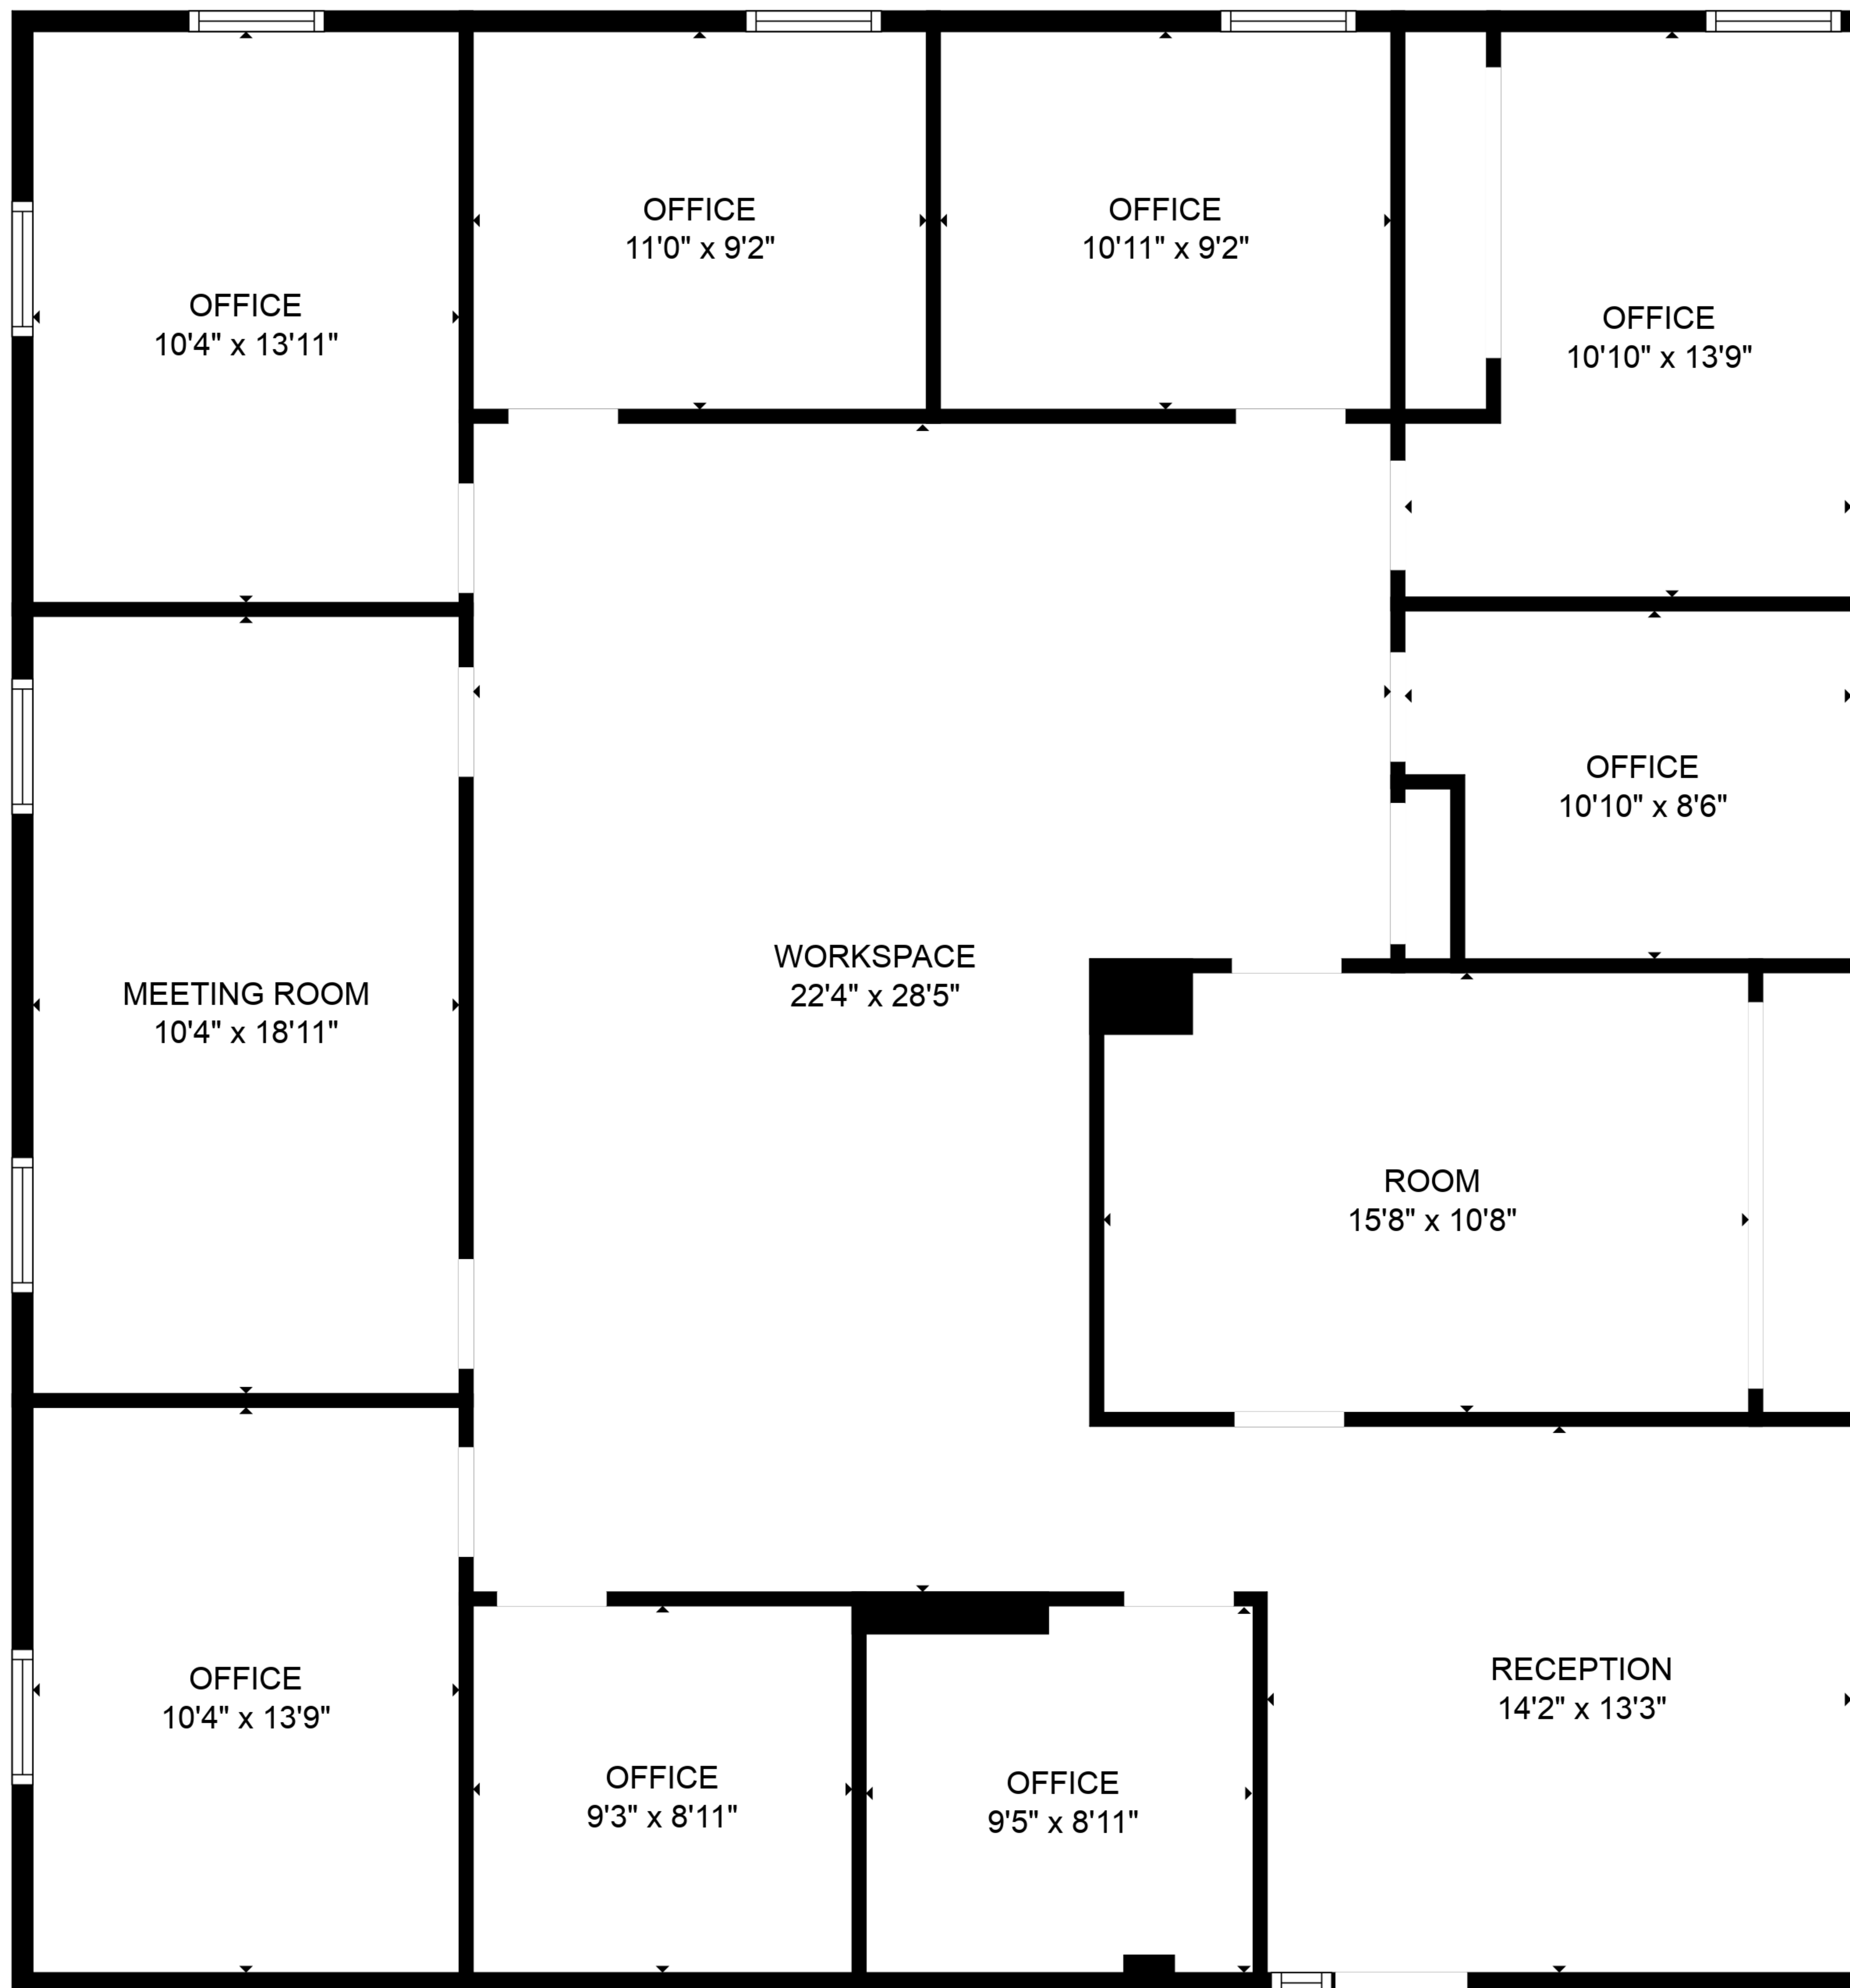 OFFICE
11'0" x 9'2"
OFFICE
10'11" x 9'2"
OFFICE
10'4" x 13'11"
OFFICE
10'10" x 13'9"
OFFICE
10'10" x 8'6"
WORKSPACE
22'4" x 28'5"
MEETING ROOM
10'4" x 18'11"
ROOM
15'8" x 10'8"
OFFICE
10'4" x 13'9"
RECEPTION
14'2" x 13'3"
OFFICE
9'3" x 8'11"
OFFICE
9'5" x 8'11"